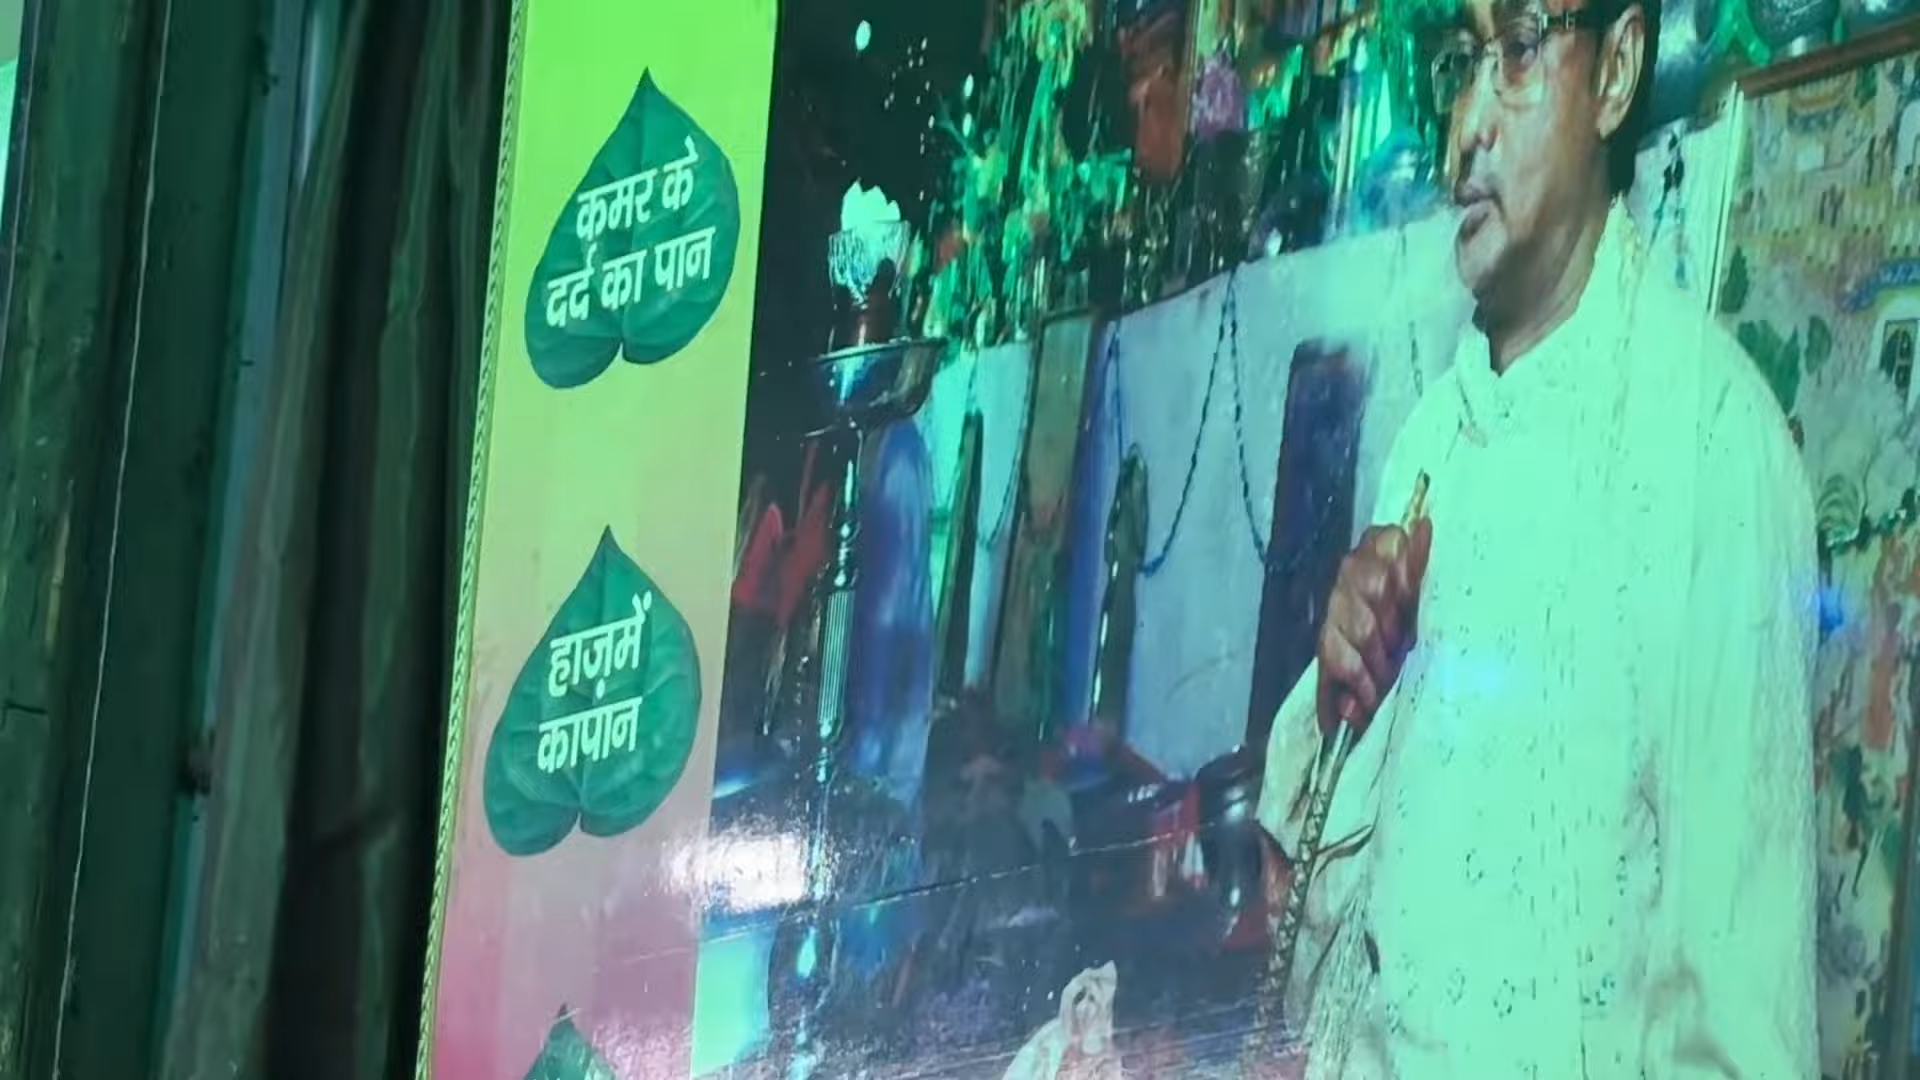 कमर के
दर्द का पान
हाज़में
कापान